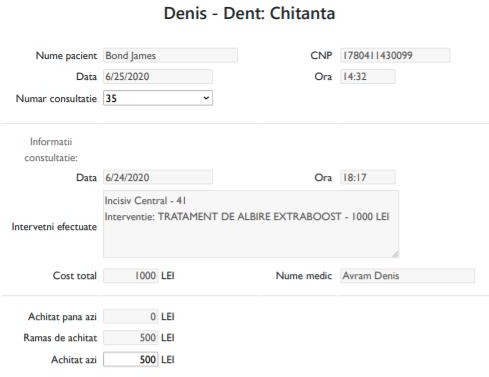 Denis - Dent: Chitanta
Nume pacient Bond James CNP 1780411430099
Data 6/25/2020 Ora 14:32
Numar consultatie 35
Informatii
constultatie:
Data 6/24/2020 Ora 18:17
Incisiv Central - 41
Interventie: TRATAMENT DE ALBIRE EXTRABOOST - 1000 LEI
Intervetni efectuate
Cost total 1000 LEI Nume medic Avram Denis
Achitat pana azi 0 LEI
Ramas de achitat 500 LEI
Achitat azi 500 LEI